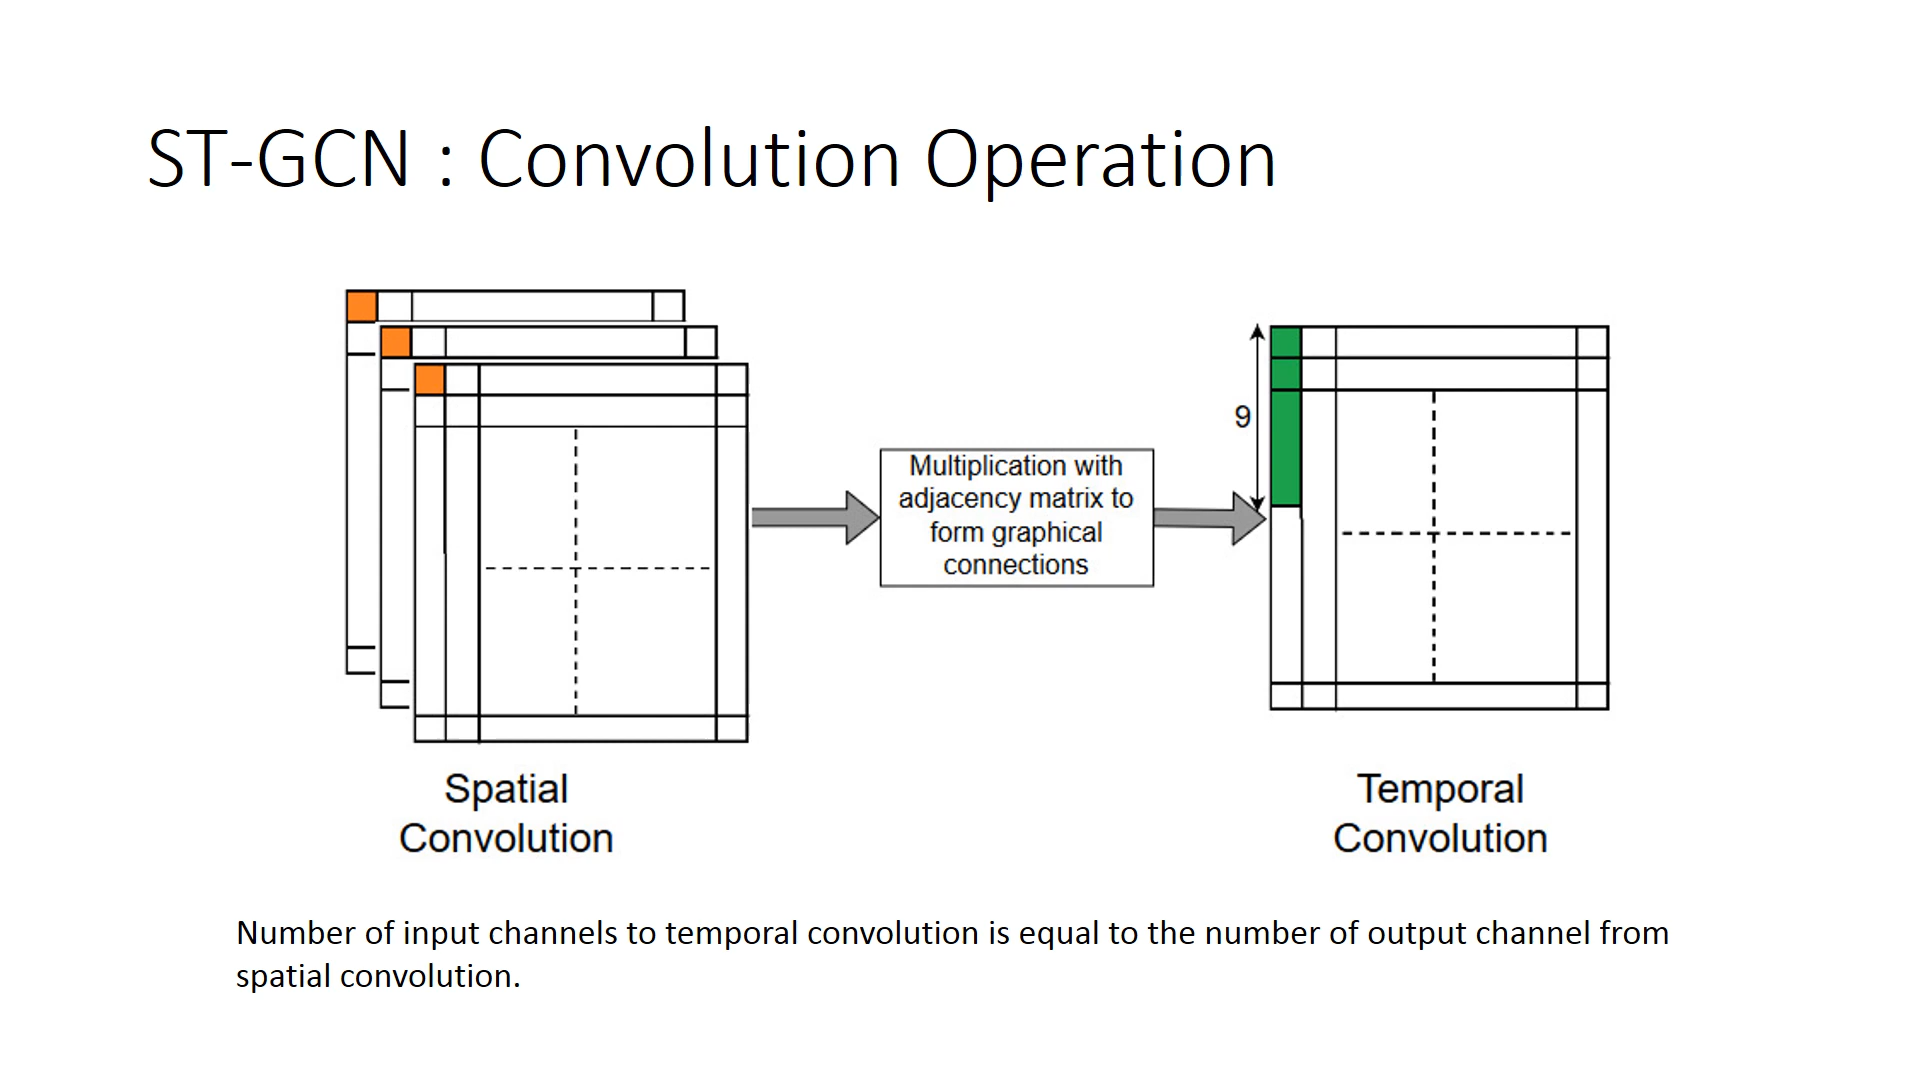 ST-GCN : Convolution Operation
9
Multiplication with
adjacency matrix to
form graphical
connections
Spatial
Convolution
Temporal
Convolution
Number of input channels to temporal convolution is equal to the number of output channel from
spatial convolution.